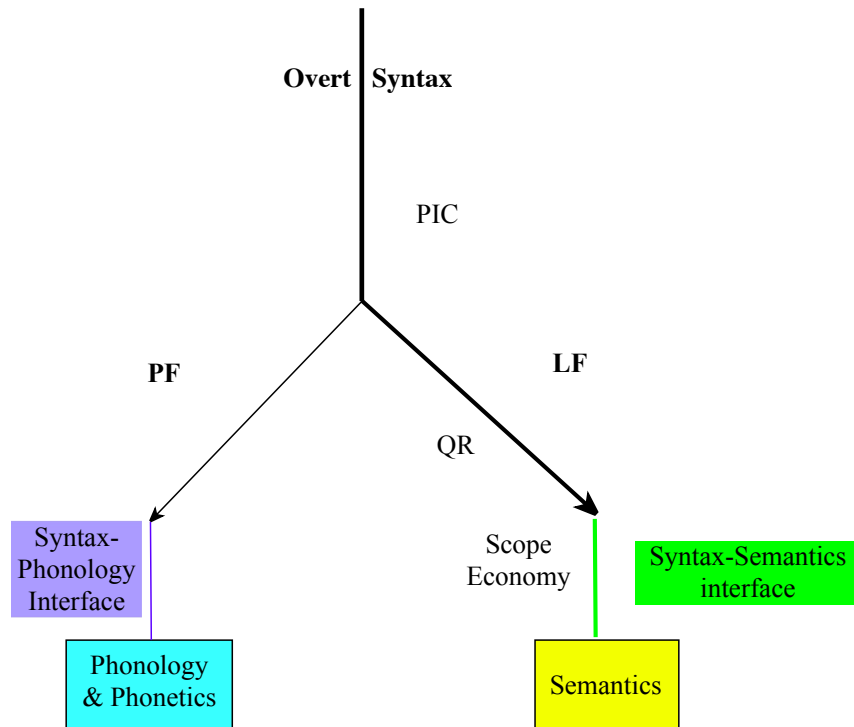 Overt Syntax
PIC
PF
LF
QR
Syntax-
Phonology
Interface
Scope
Economy
Syntax-Semantics
interface
Phonology
& Phonetics
Semantics